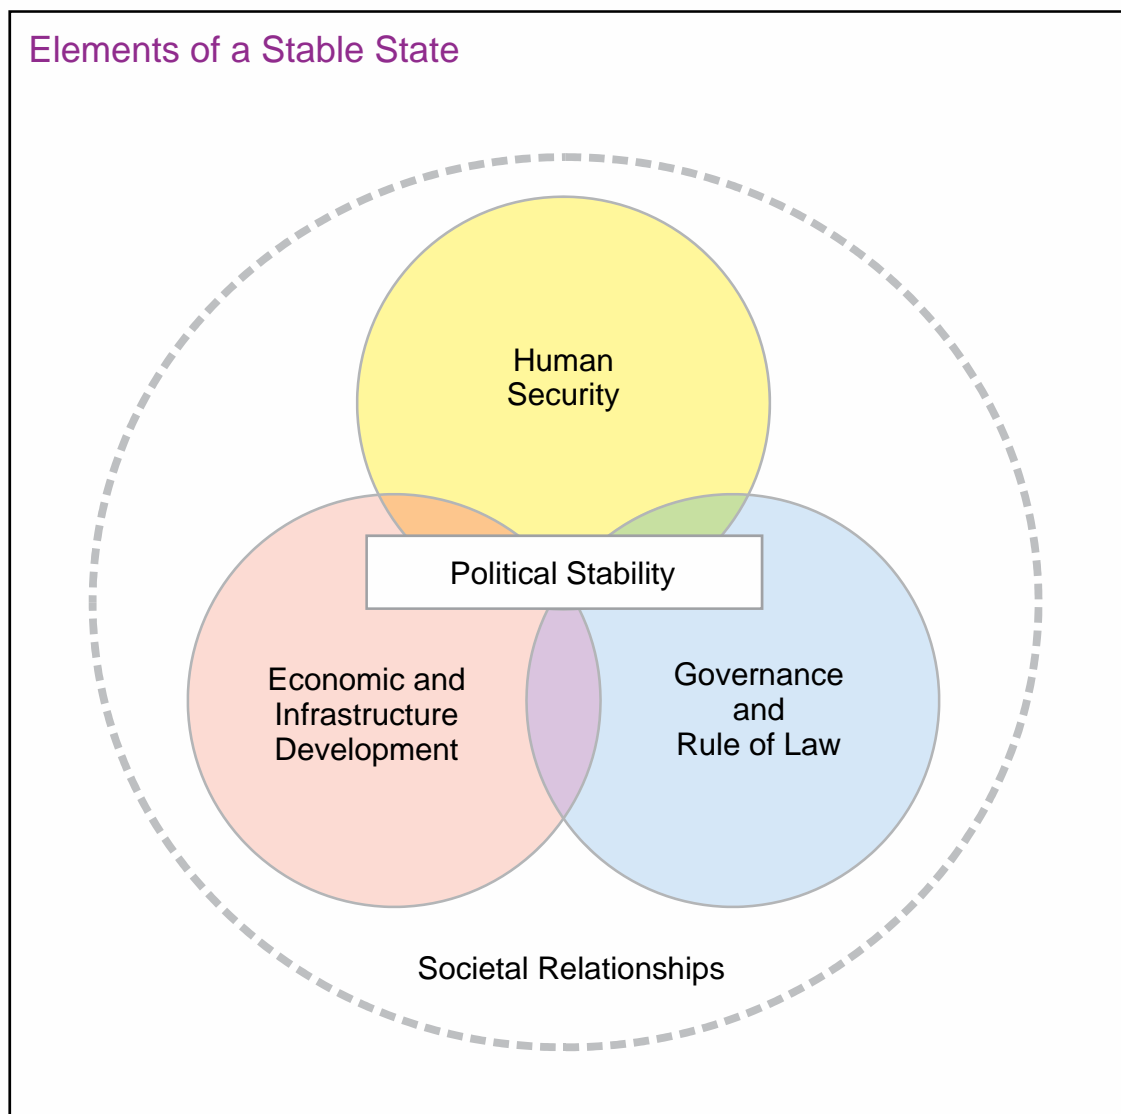 Elements of a Stable State
Human
Security
Political Stability
Economic and
Infrastructure
Development
Governance
and
Rule of Law
Societal Relationships